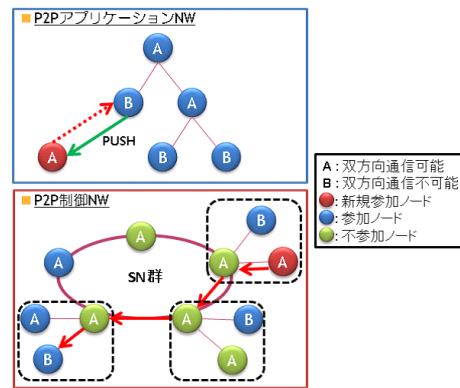 P2PアプリケーションNW
A
B
A
A
PUSH
B
B
A：双方向通信可能
B：双方向通信不可能
：新規参加ノード
：参加ノード
：不参加ノード
P2P制御NW
B
A
A
A
A
SN群
A
A
A
B
B
A